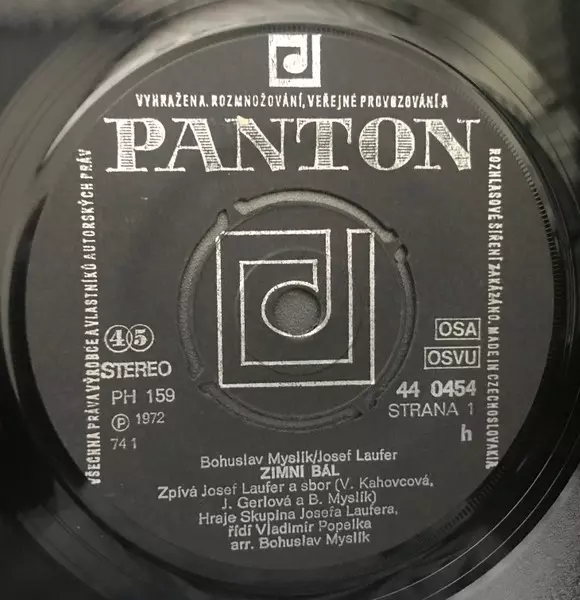 VYHRAŽENA. ROZMNOŽOVÁNÍ, VEŘEJNÉ PROVOZOVÁNÍ A
PANTON
VŠECHNA PRÁVA VÝROBCE A VLASTNÍKŮ AUTORSKÝCH PRÁV
ROZHLASOVÉ ŠÍŘENÍ ZAKÁZÁNO. MADE IN CZECHOSLOVAKIA
45
STEREO
PH 159
Ⓟ 1972
74 1
OSA
OSVU
44 0454
STRANA 1
h
Bohuslav Myslík/Josef Laufer
ZIMNÍ BÁL
Zpívá Josef Laufer a sbor (V. Kahovcová,
J. Gerlová a B. Myslík)
Hraje Skupina Josefa Laufera,
řídí Vladimír Popelka
arr. Bohuslav Myslík